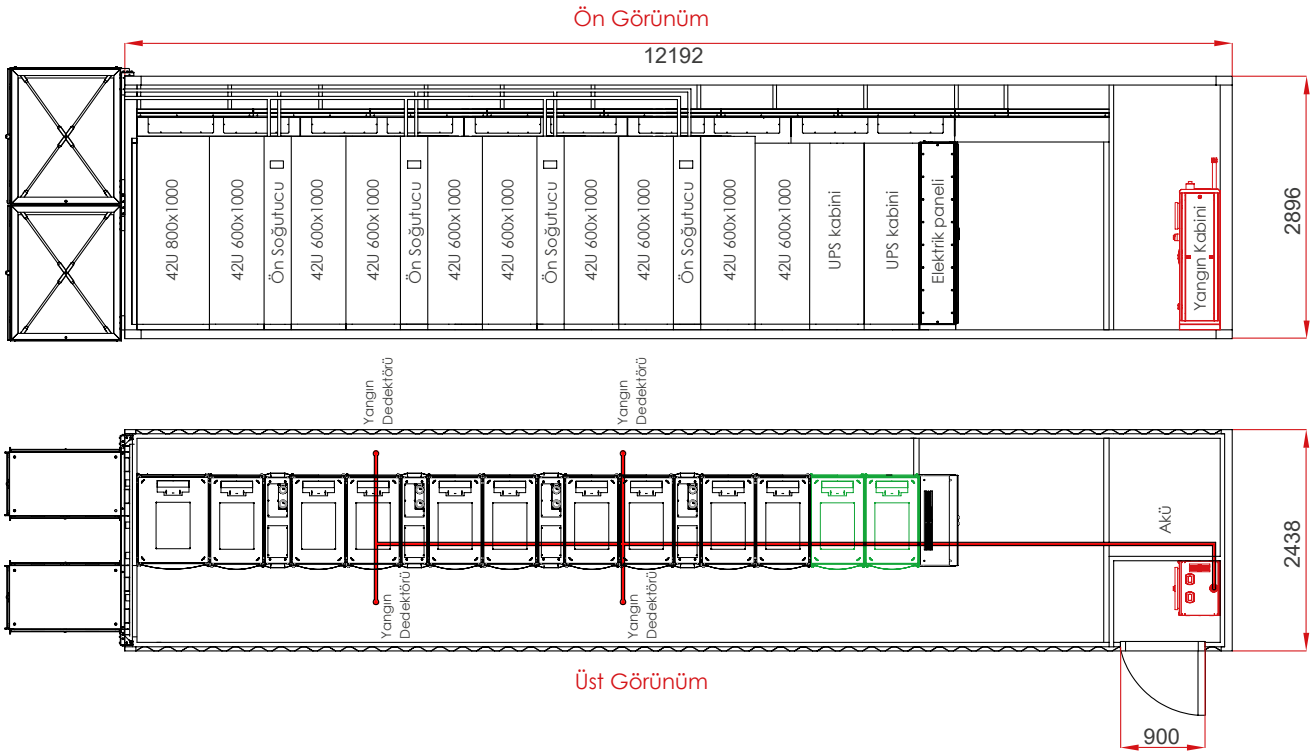 Ön Görünüm
12192
42U 800x1000
42U 600x1000
Ön Soğutucu
42U 600x1000
42U 600x1000
Ön Soğutucu
42U 600x1000
42U 600x1000
Ön Soğutucu
42U 600x1000
42U 600x1000
Ön Soğutucu
42U 600x1000
42U 600x1000
UPS kabini
UPS kabini
Elektrik paneli
Yangın Kabini
2896
Yangın
Dedektörü
Yangın
Dedektörü
Akü
2438
Yangın
Dedektörü
Yangın
Dedektörü
Üst Görünüm
900